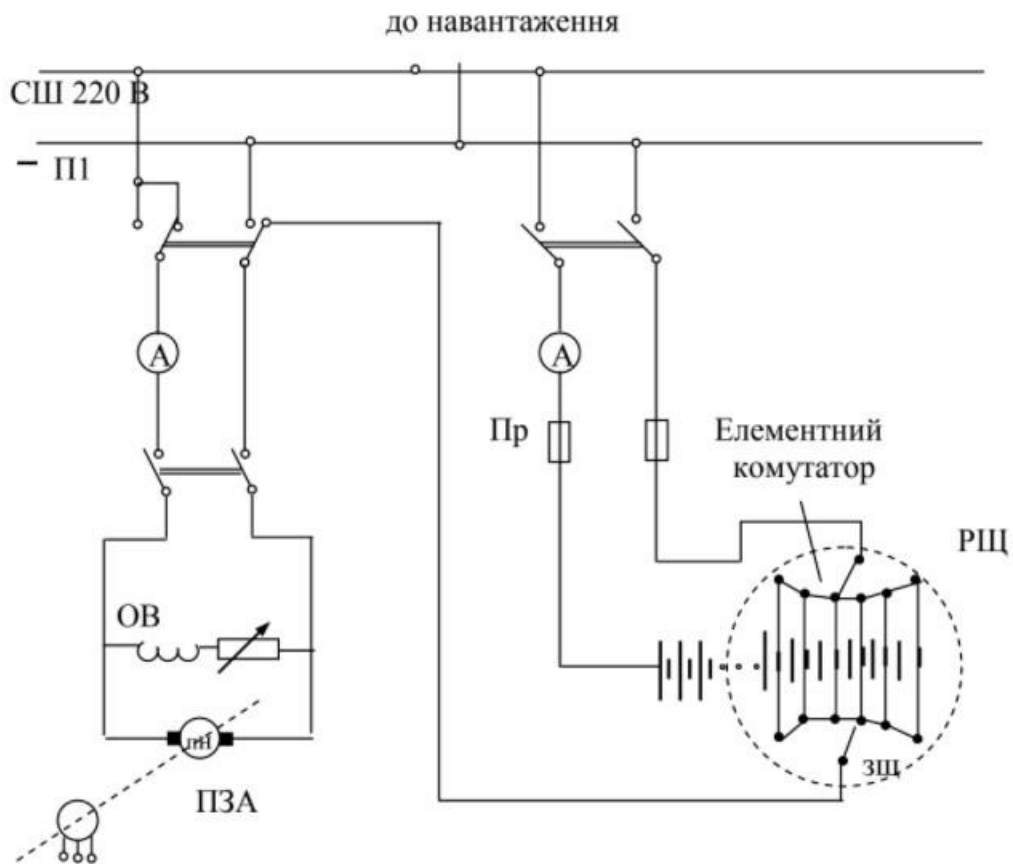 до навантаження
СШ 220 В
− П1
А
А
Пр
Елементний
комутатор
РЩ
ОВ
ЗЩ
ПЗА